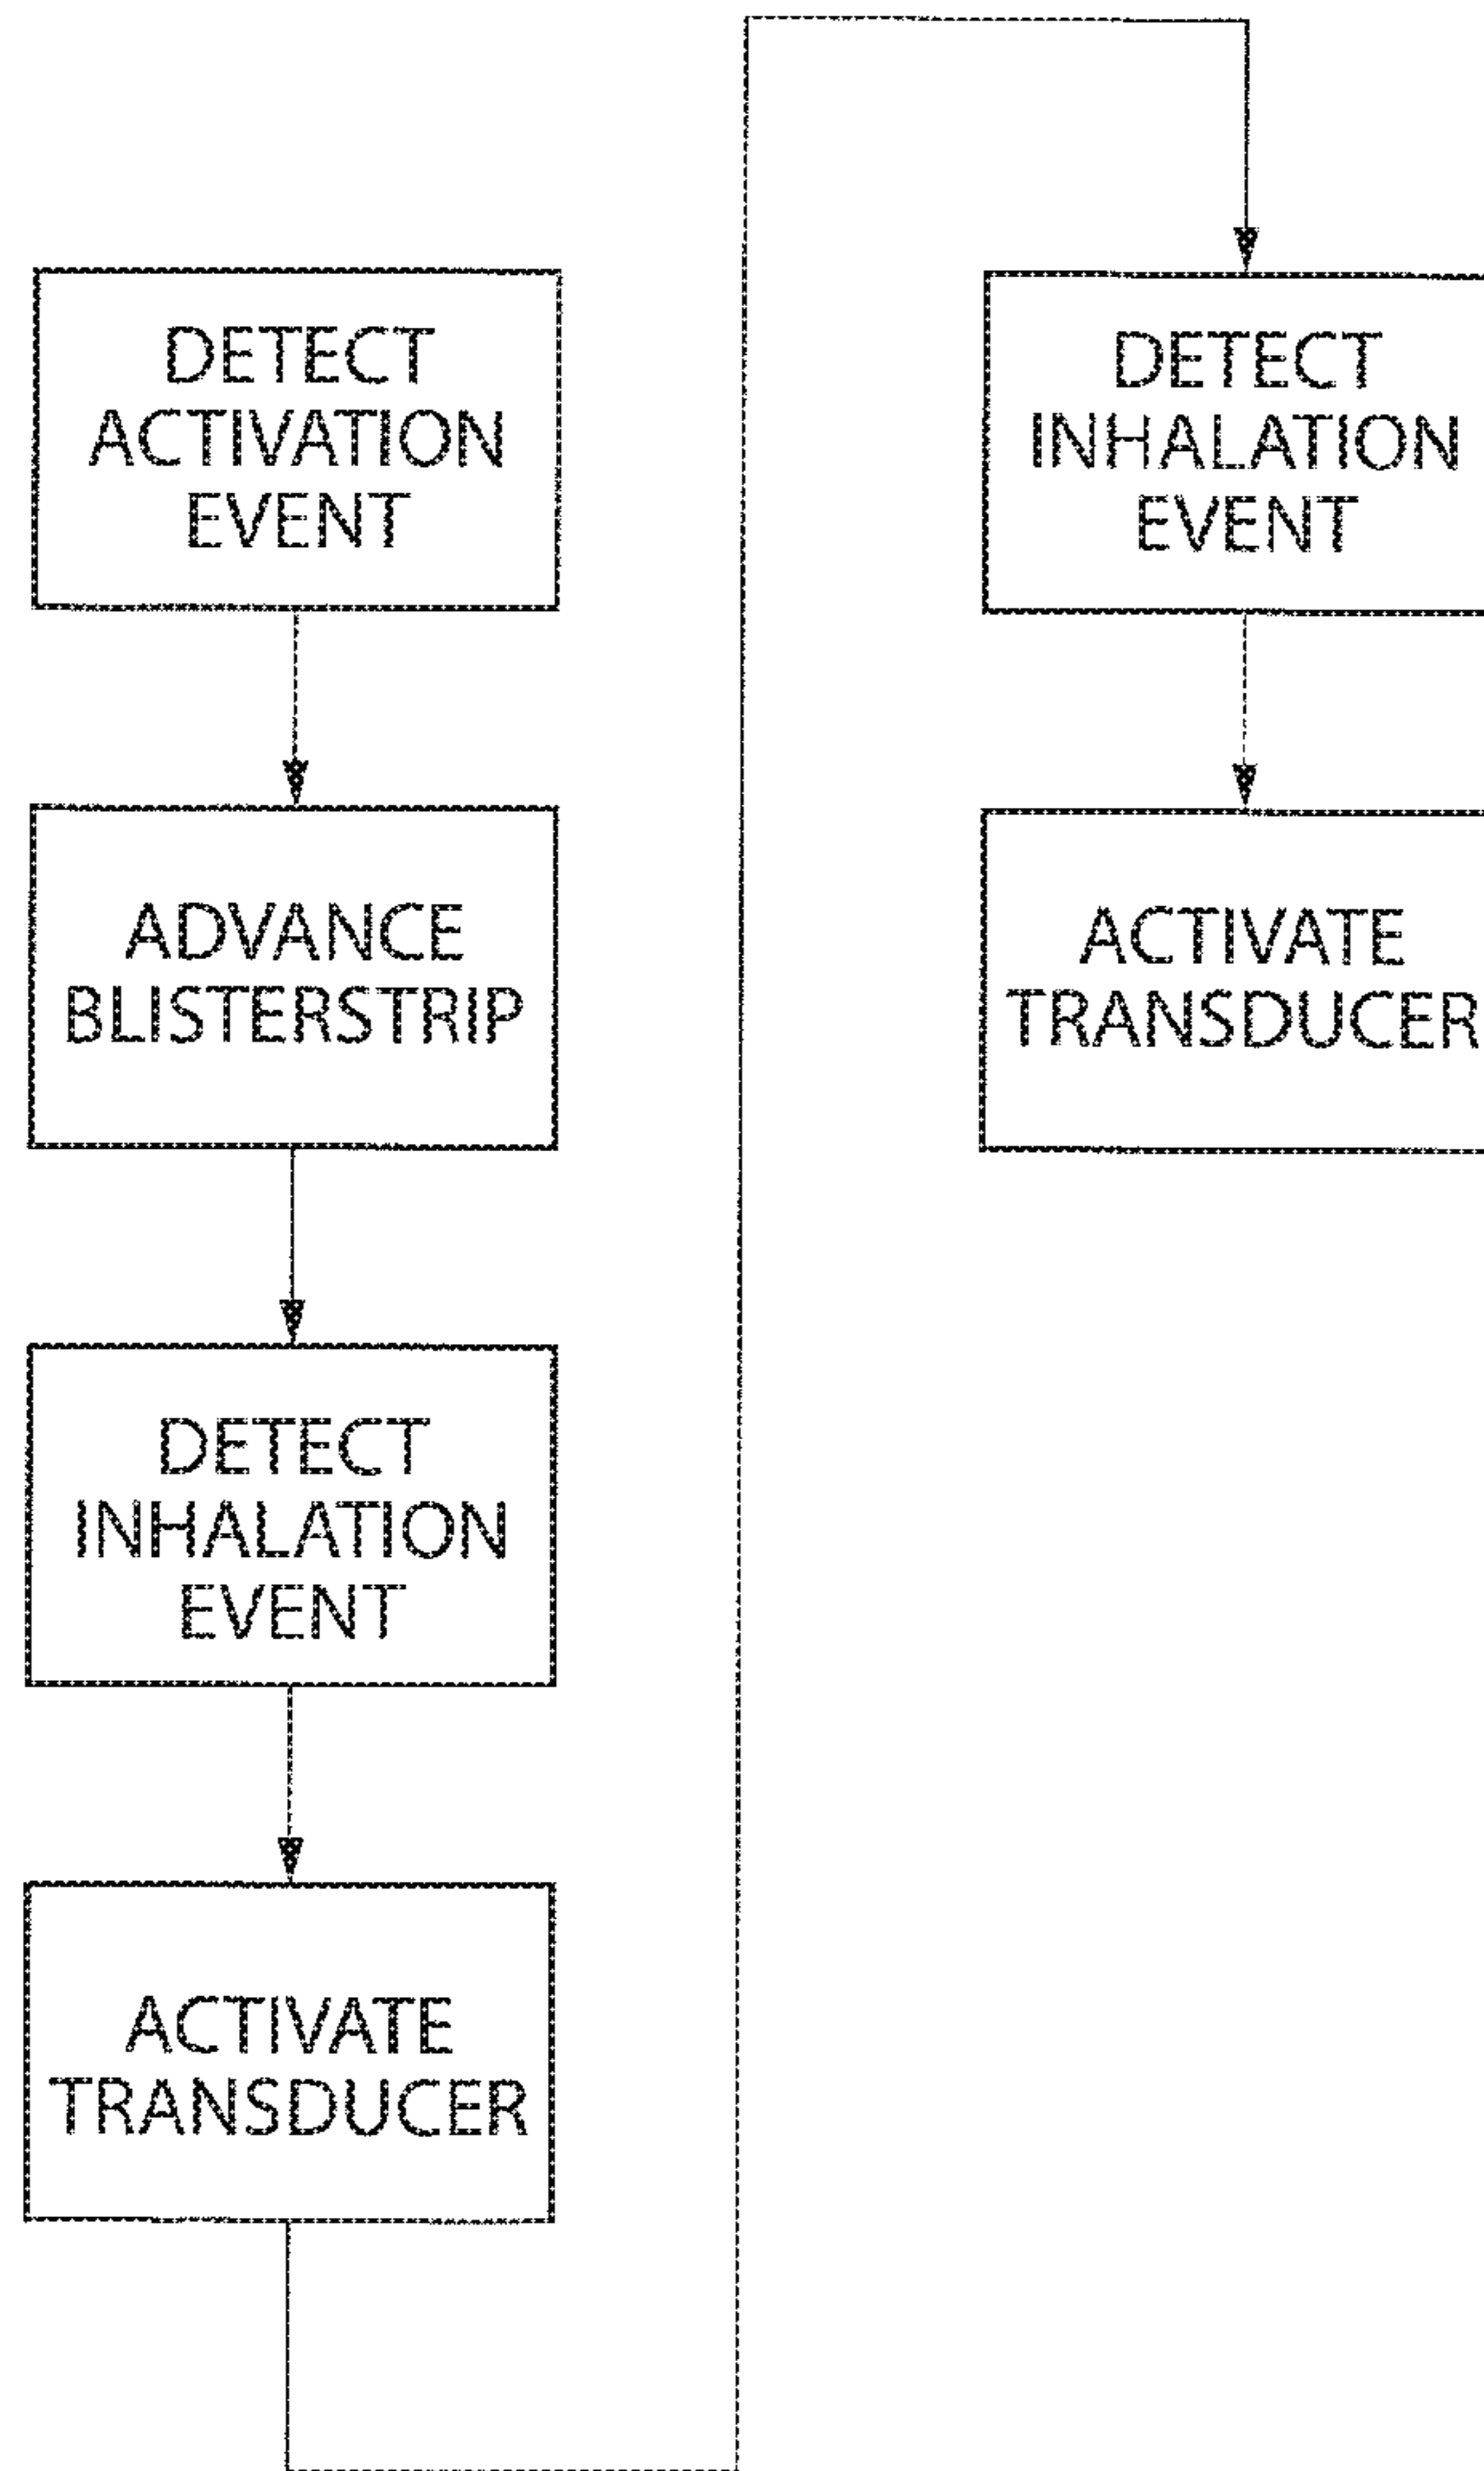 DETECT
ACTIVATION
EVENT
ADVANCE
BLISTERSTRIP
DETECT
INHALATION
EVENT
ACTIVATE
TRANSDUCER
DETECT
INHALATION
EVENT
ACTIVATE
TRANSDUCER